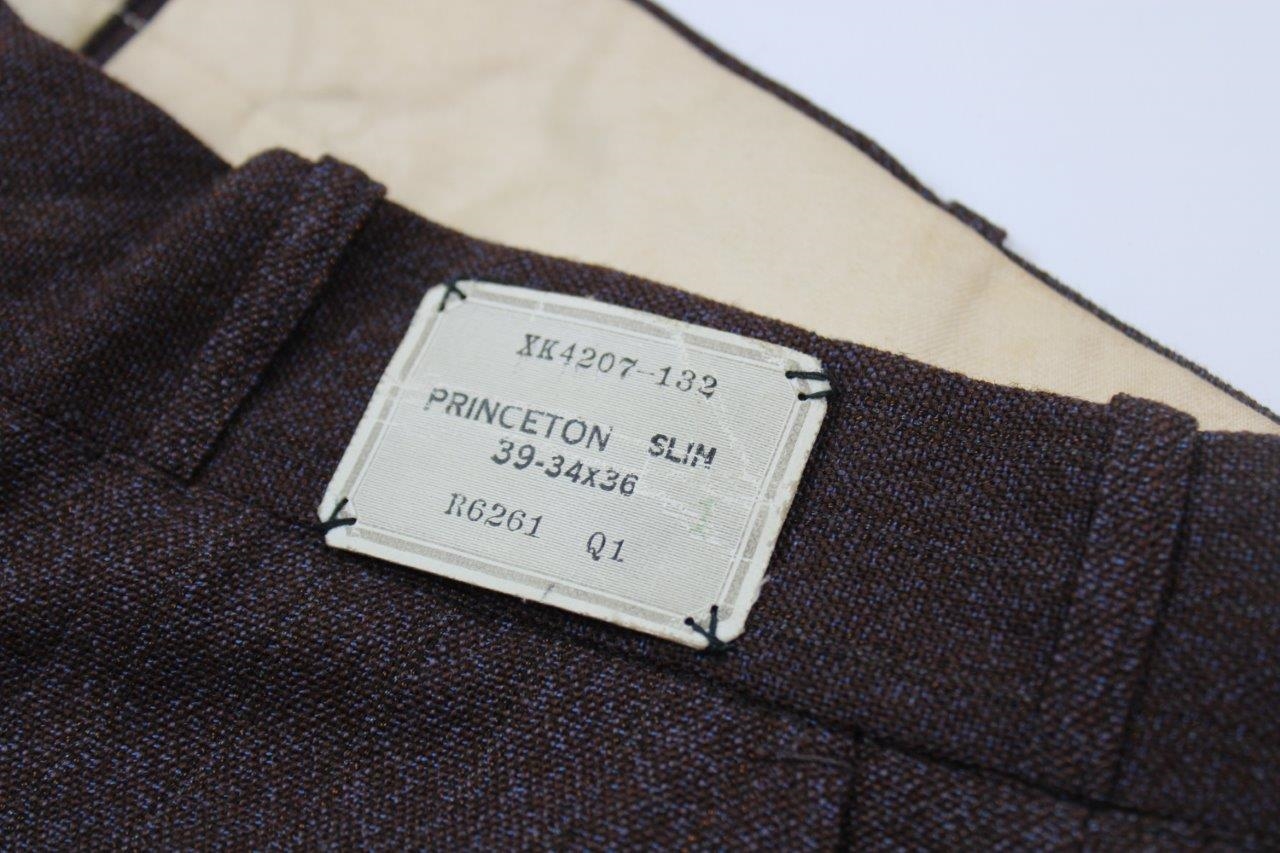 XK4207-132
PRINCETON SLIM
39-34X36
R6261 Q1